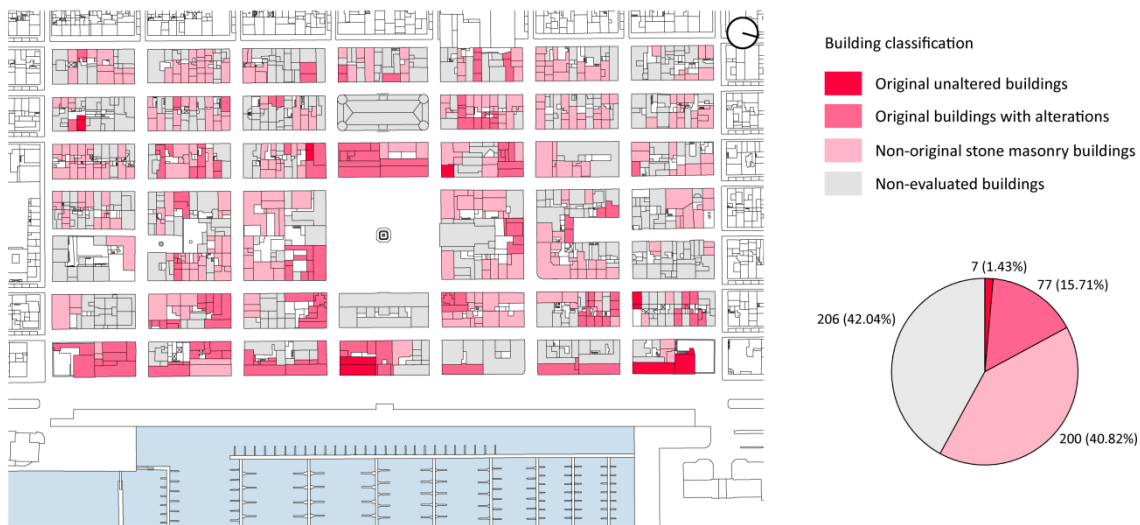 Building classification
Original unaltered buildings
Original buildings with alterations
Non-original stone masonry buildings
Non-evaluated buildings
7 (1.43%)
77 (15.71%)
206 (42.04%)
200 (40.82%)